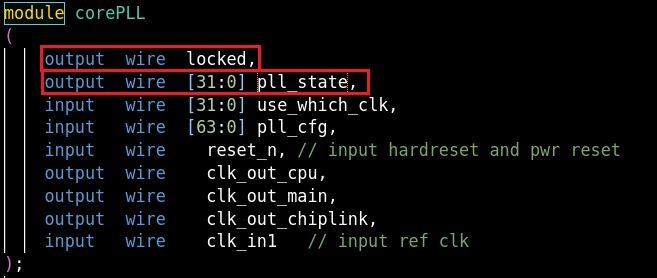 module corePLL
(
output wire locked,
output wire [31:0] pll_state,
input wire [31:0] use_which_clk,
input wire [63:0] pll_cfg,
input wire reset_n, // input hardreset and pwr reset
output wire clk_out_cpu,
output wire clk_out_main,
output wire clk_out_chiplink,
input wire clk_in1 // input ref clk
);